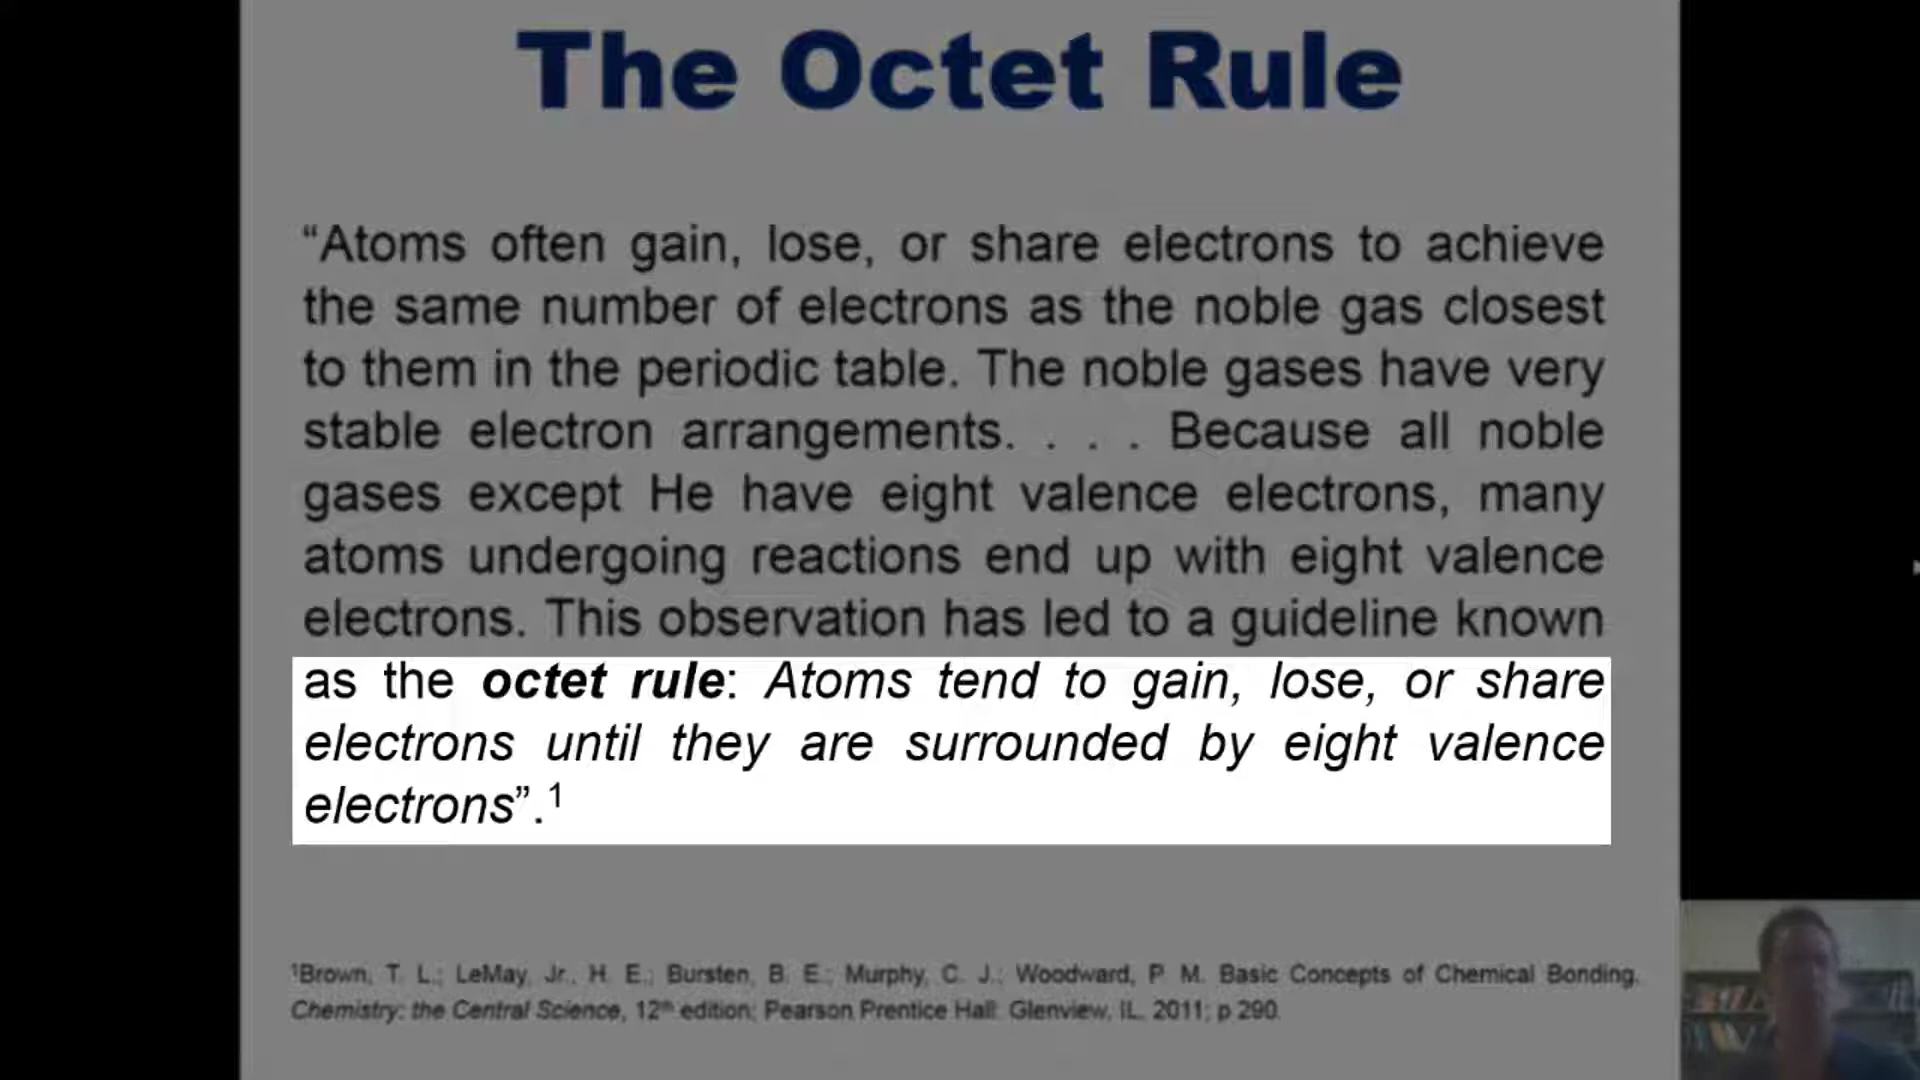 The Octet Rule
“Atoms often gain, lose, or share electrons to achieve
the same number of electrons as the noble gas closest
to them in the periodic table. The noble gases have very
stable electron arrangements. . . . Because all noble
gases except He have eight valence electrons, many
atoms undergoing reactions end up with eight valence
electrons. This observation has led to a guideline known
as the octet rule: Atoms tend to gain, lose, or share
electrons until they are surrounded by eight valence
electrons”.¹
¹Brown, T. L.; LeMay, Jr., H. E.; Bursten, B. E.; Murphy, C. J.; Woodward, P. M. Basic Concepts of Chemical Bonding.
Chemistry: the Central Science, 12th edition; Pearson Prentice Hall: Glenview, IL, 2011; p 290.